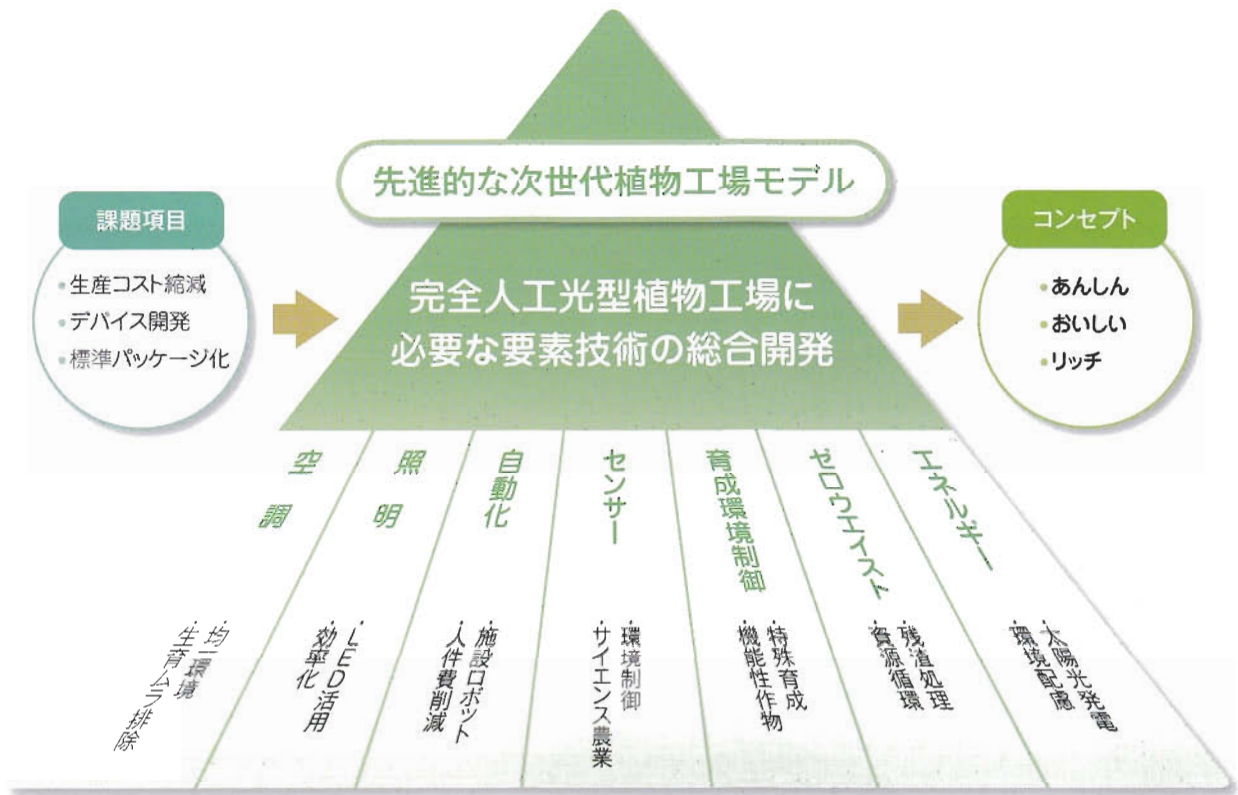 先進的な次世代植物工場モデル
課題項目
・生産コスト縮減
・デバイス開発
・標準パッケージ化
完全人工光型植物工場に
必要な要素技術の総合開発
コンセプト
・あんしん
・おいしい
・リッチ
空調
・均一環境
・生育ムラ排除
照明
・LED活用
・効率化
自動化
・施設ロボット
・人件費削減
センサー
・環境制御
・サイエンス農業
育成環境制御
・特殊育成
・機能性作物
ゼロウエイスト
・残渣処理
・資源循環
エネルギー
・太陽光発電
・環境配慮